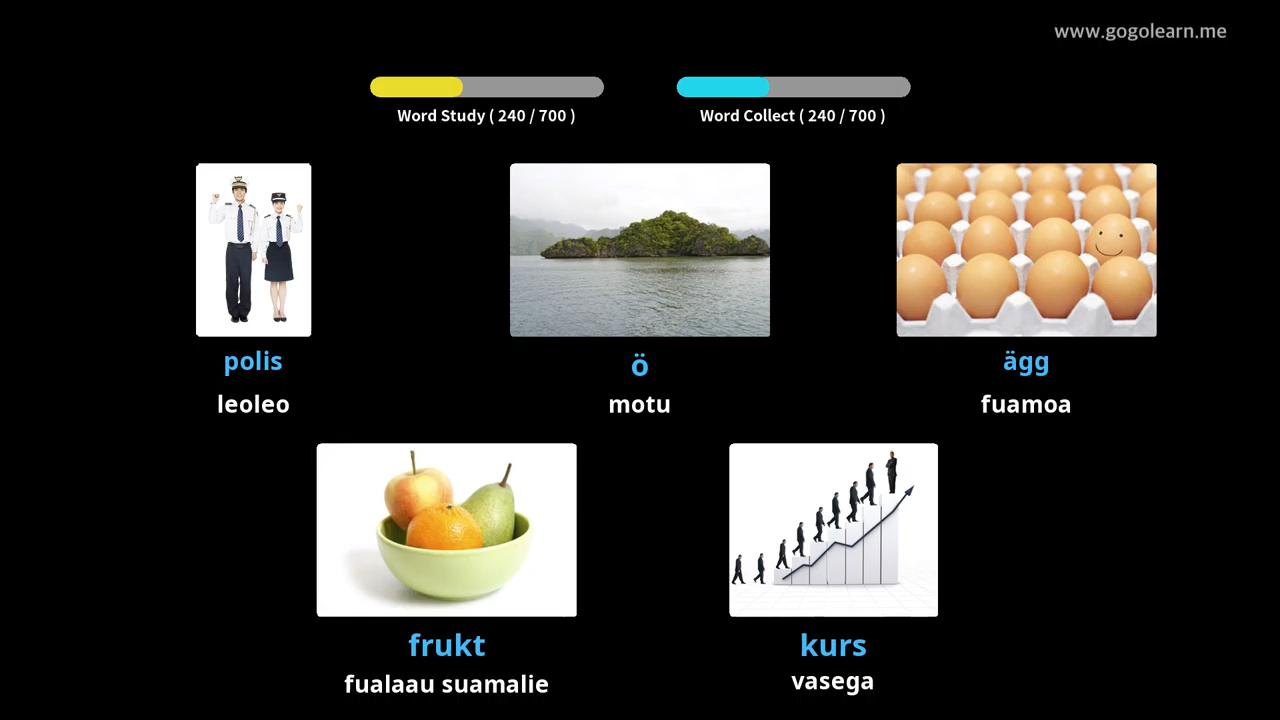 www.gogolearn.me
Word Study ( 240 / 700 )
Word Collect ( 240 / 700 )
polis
ö
ägg
leoleo
motu
fuamoa
frukt
kurs
fualaau suamalie
vasega